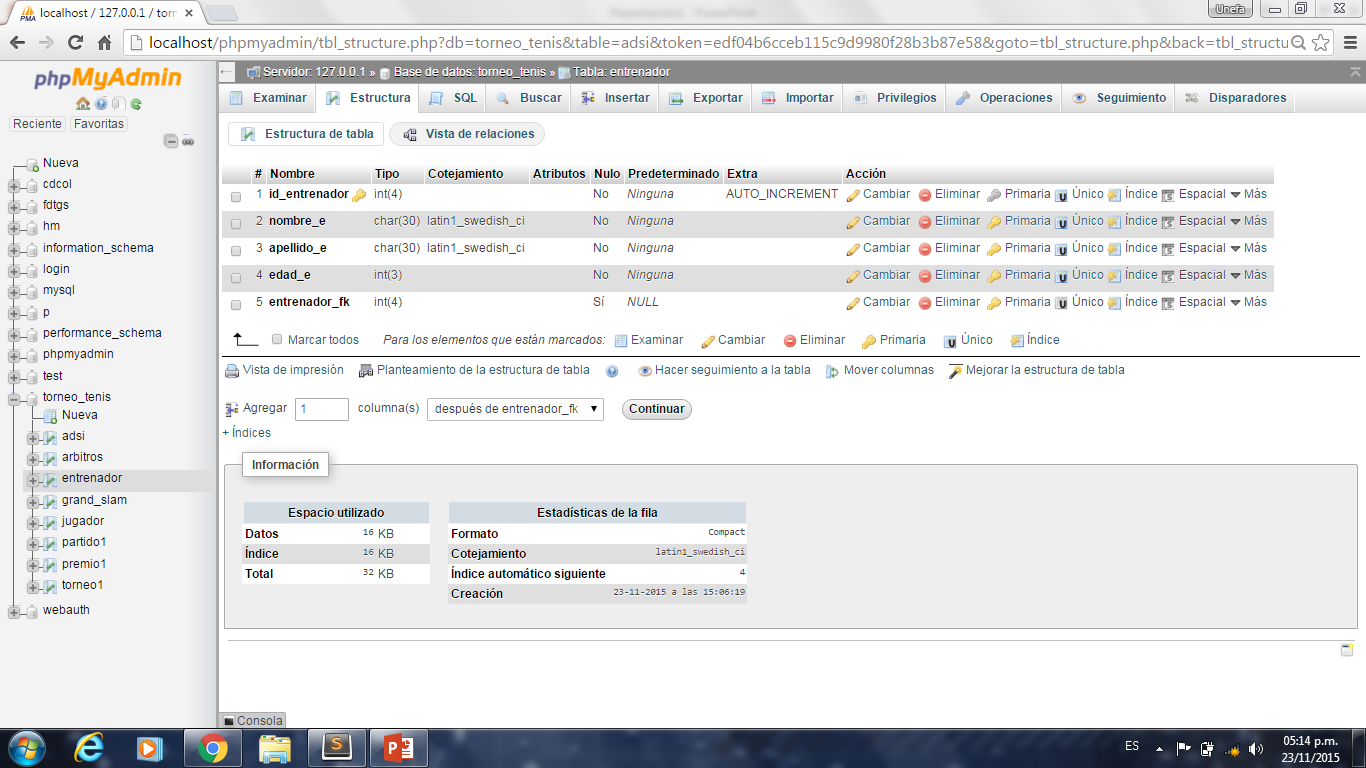 localhost / 127.0.0.1 / torr
Unefa
localhost/phpmyadmin/tbl_structure.php?db=torneo_tenis&table=adsi&token=edf04b6cceb115c9d9980f28b3b87e58&goto=tbl_structure.php&back=tbl_structu
phpMyAdmin
Reciente Favoritas
Nueva
cdcol
fdtgs
hm
information_schema
login
mysql
p
performance_schema
phpmyadmin
test
torneo_tenis
Nueva
adsi
arbitros
entrenador
grand_slam
jugador
partido1
premio1
torneo1
webauth
Servidor: 127.0.0.1 » Base de datos: torneo_tenis » Tabla: entrenador
Examinar Estructura SQL Buscar Insertar Exportar Importar Privilegios Operaciones Seguimiento Disparadores
Estructura de tabla Vista de relaciones
# Nombre Tipo Cotejamiento Atributos Nulo Predeterminado Extra Acción
1 id_entrenador int(4) No Ninguna AUTO_INCREMENT Cambiar Eliminar Primaria Único Índice Espacial Más
2 nombre_e char(30) latin1_swedish_ci No Ninguna Cambiar Eliminar Primaria Único Índice Espacial Más
3 apellido_e char(30) latin1_swedish_ci No Ninguna Cambiar Eliminar Primaria Único Índice Espacial Más
4 edad_e int(3) No Ninguna Cambiar Eliminar Primaria Único Índice Espacial Más
5 entrenador_fk int(4) Sí NULL Cambiar Eliminar Primaria Único Índice Espacial Más
Marcar todos Para los elementos que están marcados: Examinar Cambiar Eliminar Primaria Único Índice
Vista de impresión Planteamiento de la estructura de tabla Hacer seguimiento a la tabla Mover columnas Mejorar la estructura de tabla
Agregar 1 columna(s) después de entrenador_fk Continuar
+ Índices
Información
Espacio utilizado
Datos 16 KB
Índice 16 KB
Total 32 KB
Estadísticas de la fila
Formato Compact
Cotejamiento latin1_swedish_ci
Índice automático siguiente 4
Creación 23-11-2015 a las 15:06:19
Consola
ES
05:14 p.m.
23/11/2015